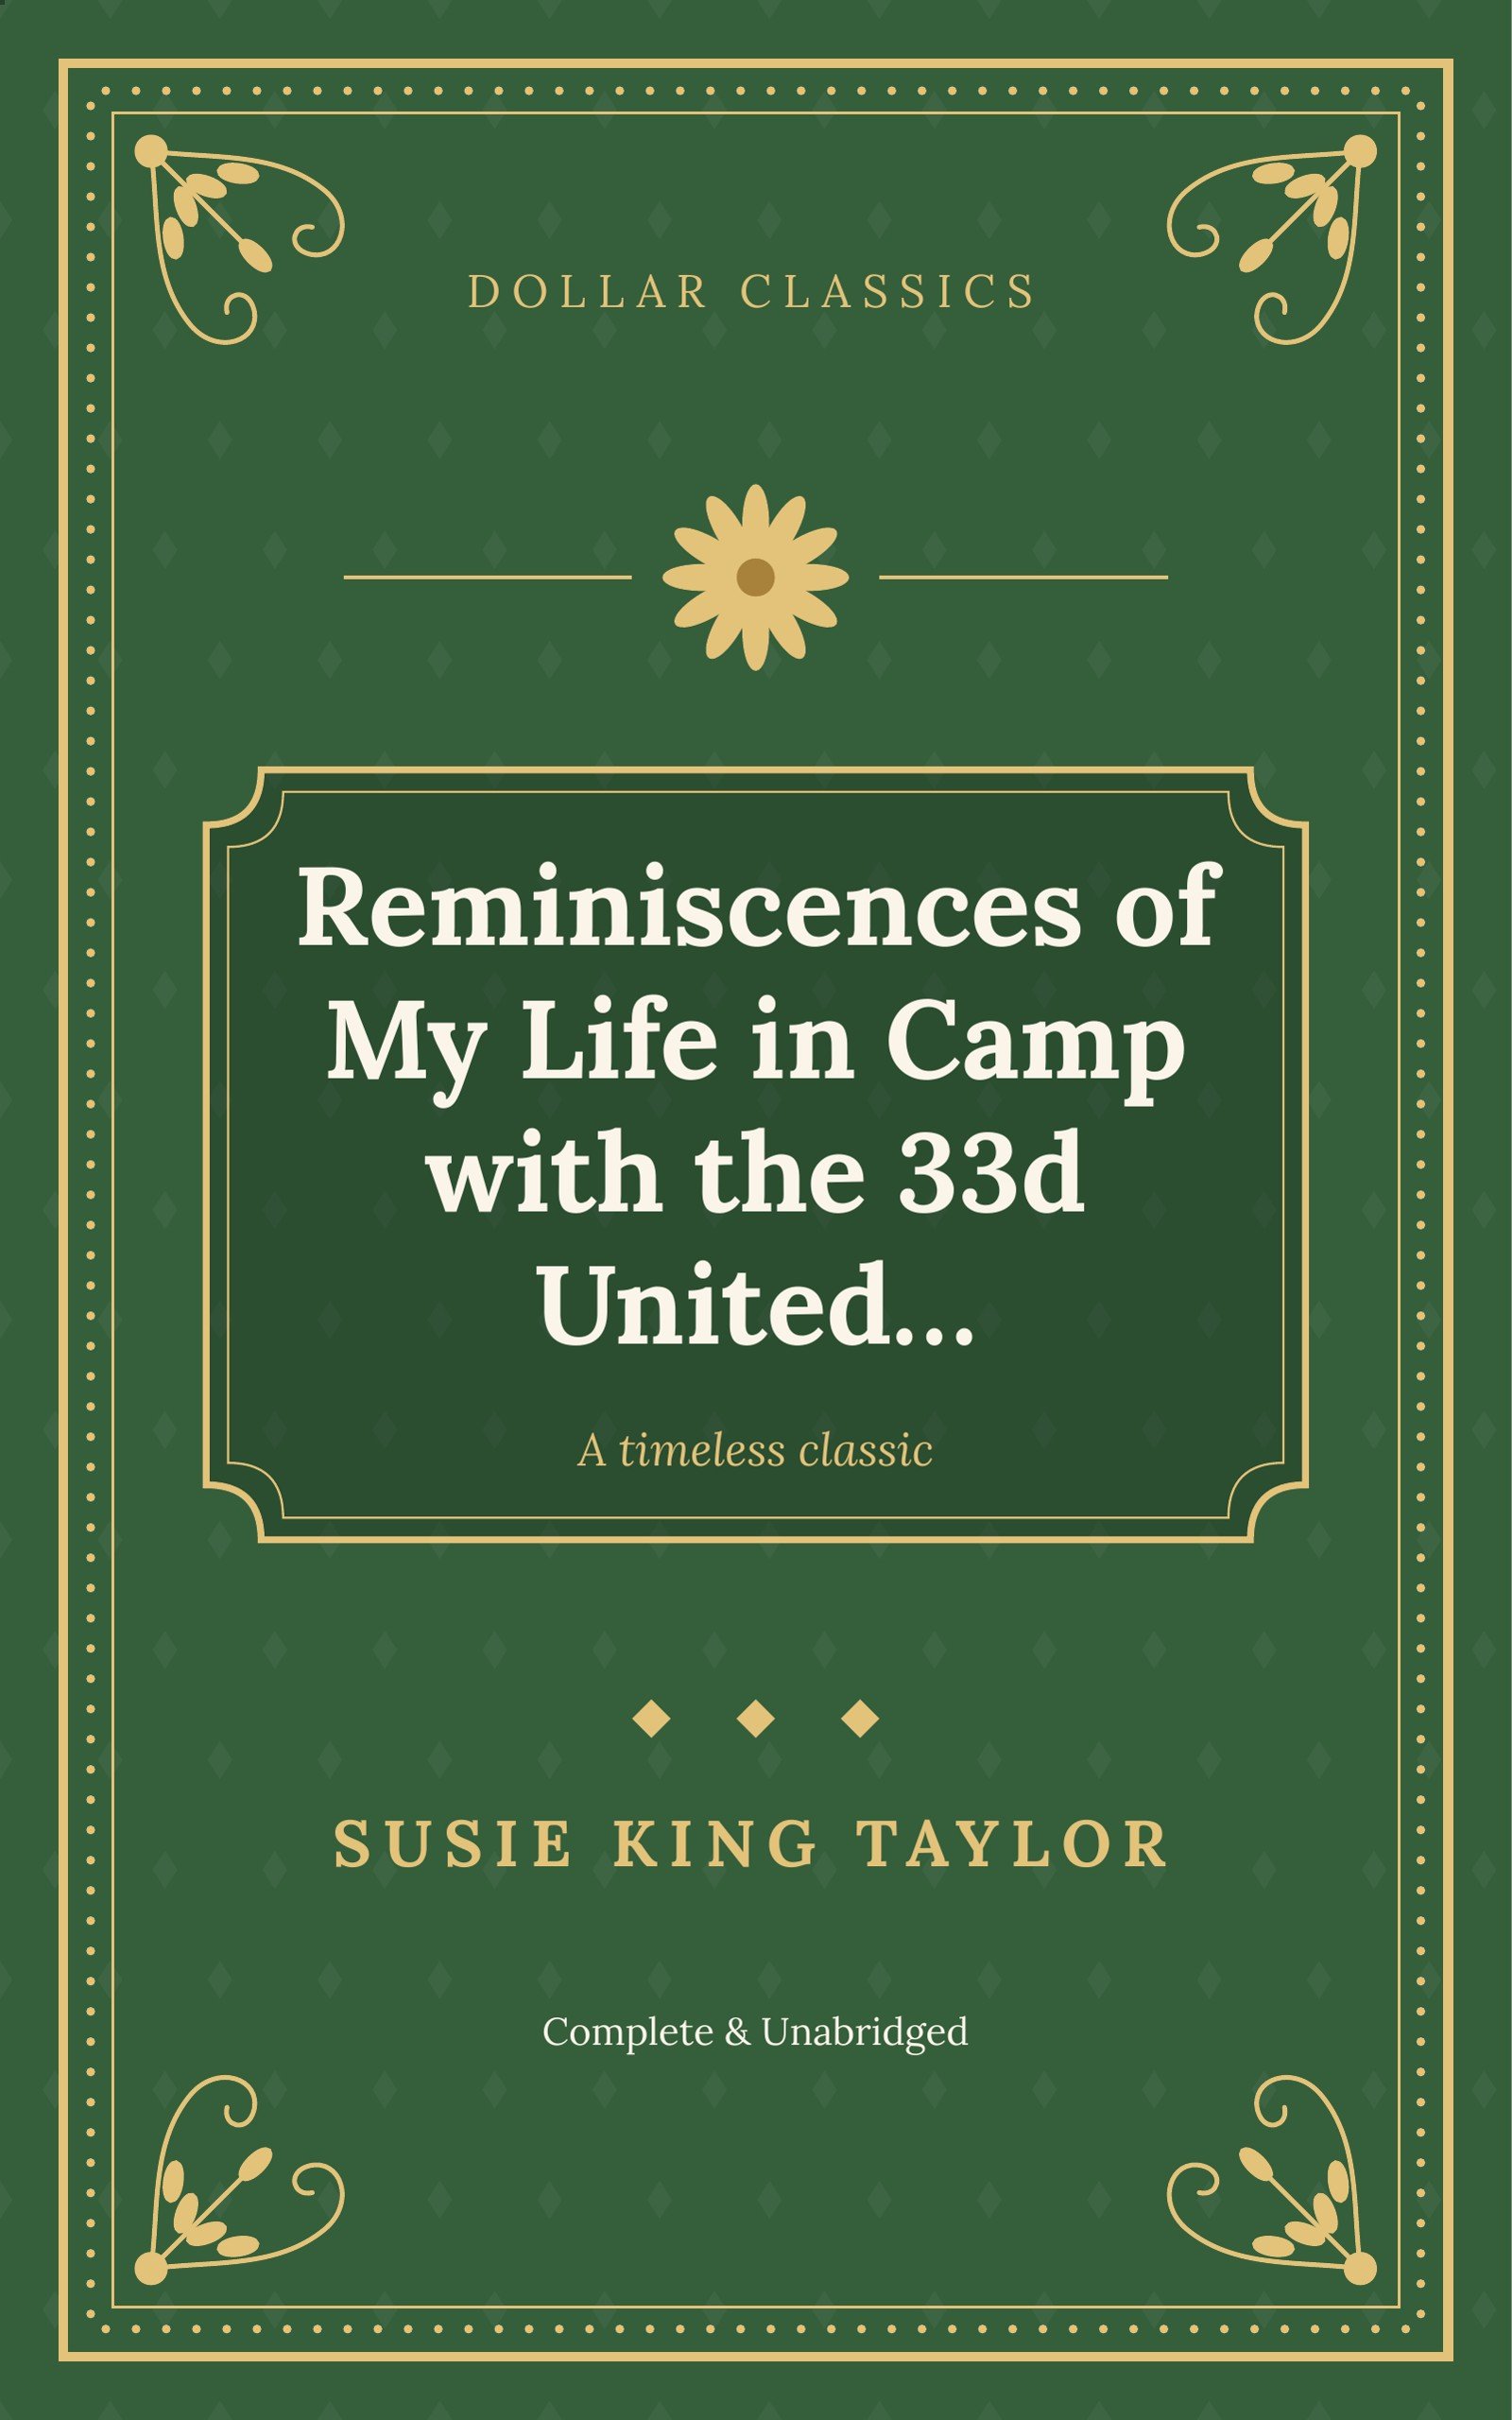 DOLLAR CLASSICS
Reminiscences of
My Life in Camp
with the 33d
United...
A timeless classic
SUSIE KING TAYLOR
Complete & Unabridged